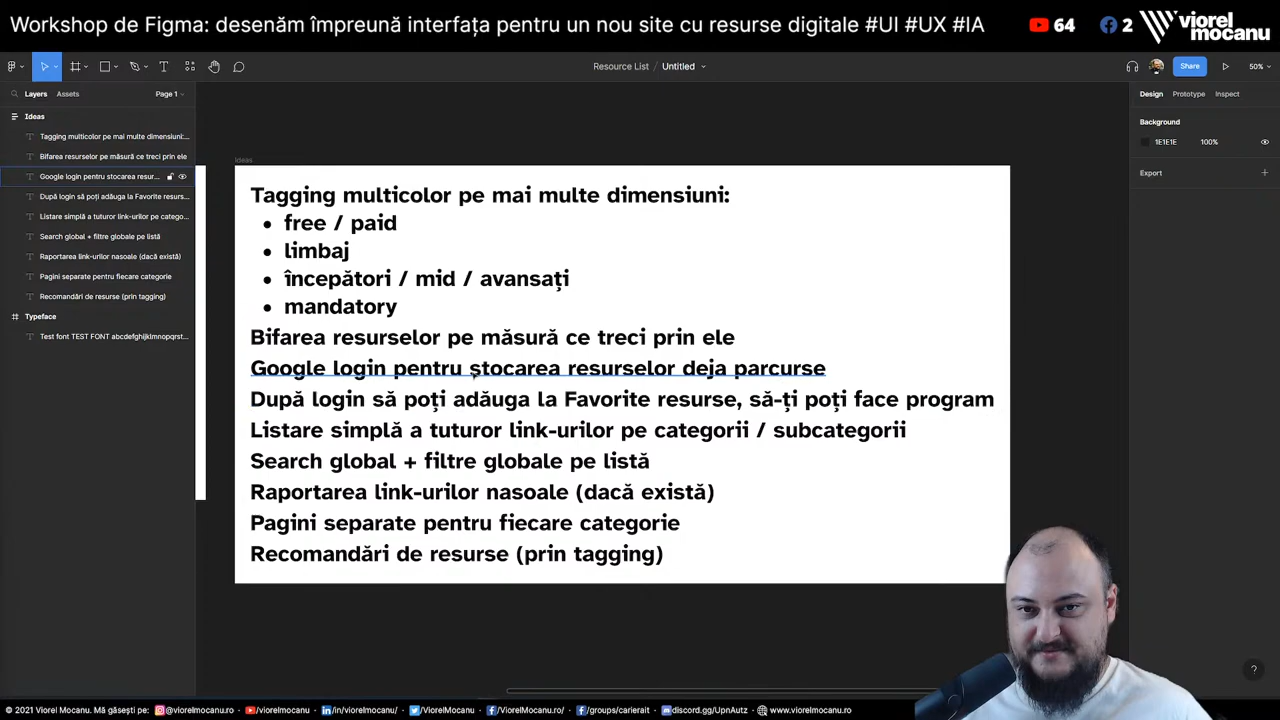 Workshop de Figma: desenăm împreună interfața pentru un nou site cu resurse digitale #UI #UX #IA
64
2
viorel mocanu
Resource List / Untitled
Share
50%
Layers
Assets
Page 1
Design
Prototype
Inspect
Ideas
Tagging multicolor pe mai multe dimensiuni:...
Bifarea resurselor pe măsură ce treci prin ele
Google login pentru stocarea resur...
După login să poți adăuga la Favorite resurs...
Listare simplă a tuturor link-urilor pe catego...
Search global + filtre globale pe listă
Raportarea link-urilor nasoale (dacă există)
Pagini separate pentru fiecare categorie
Recomandări de resurse (prin tagging)
Typeface
Test font TEST FONT abcdefghijklmnopqrst...
Ideas
Tagging multicolor pe mai multe dimensiuni:
• free / paid
• limbaj
• începători / mid / avansați
• mandatory
Bifarea resurselor pe măsură ce treci prin ele
Google login pentru stocarea resurselor deja parcurse
După login să poți adăuga la Favorite resurse, să-ți poți face program
Listare simplă a tuturor link-urilor pe categorii / subcategorii
Search global + filtre globale pe listă
Raportarea link-urilor nasoale (dacă există)
Pagini separate pentru fiecare categorie
Recomandări de resurse (prin tagging)
Background
1E1E1E
100%
Export
?
© 2021 Viorel Mocanu. Mă găsești pe:
@viorelmocanu.ro
/viorelmocanu
/in/viorelmocanu/
/ViorelMocanu
/ViorelMocanu.ro/
/groups/carierait
discord.gg/UpnAutz
www.viorelmocanu.ro